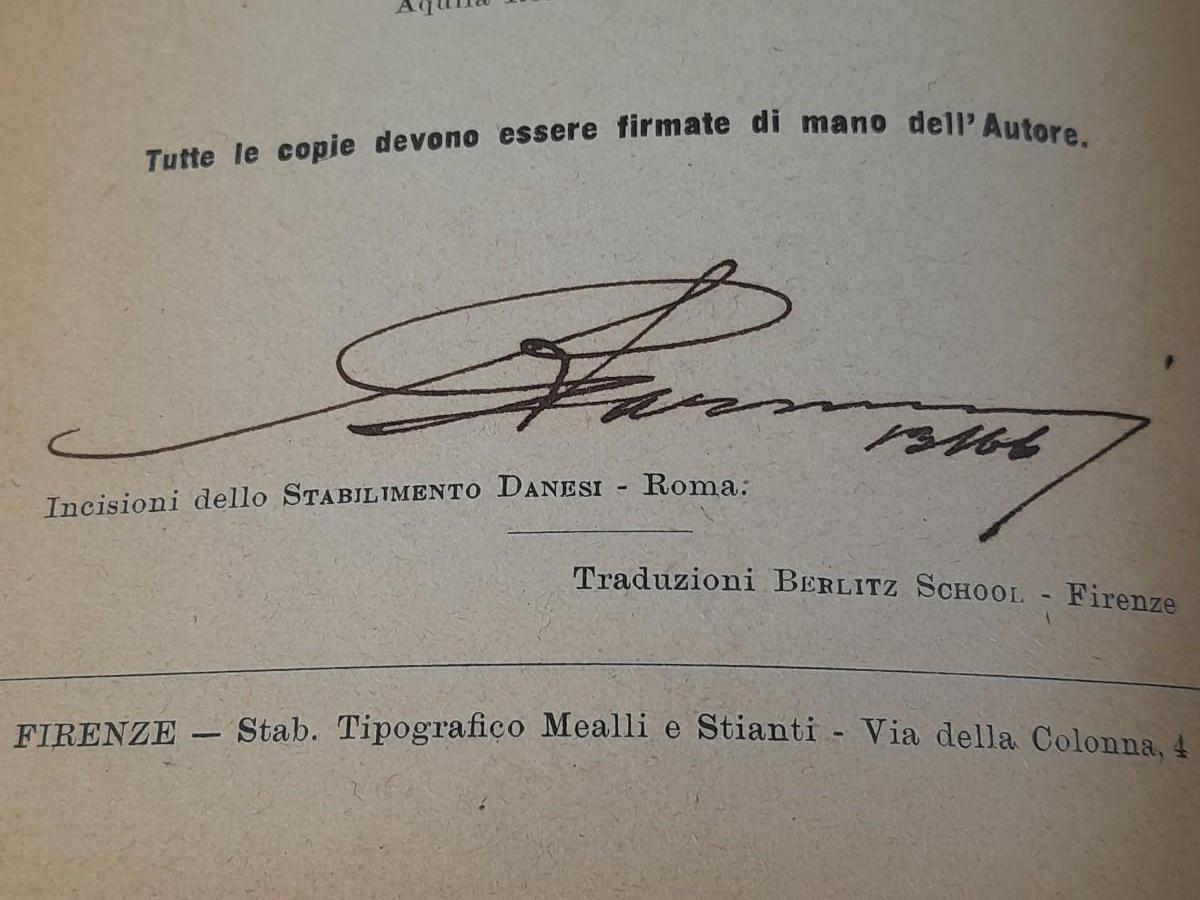 Aquila
Tutte le copie devono essere firmate di mano dell'Autore.
Incisioni dello STABILIMENTO DANESI - Roma.
Traduzioni BERLITZ SCHOOL - Firenze
FIRENZE — Stab. Tipografico Mealli e Stianti - Via della Colonna, 4